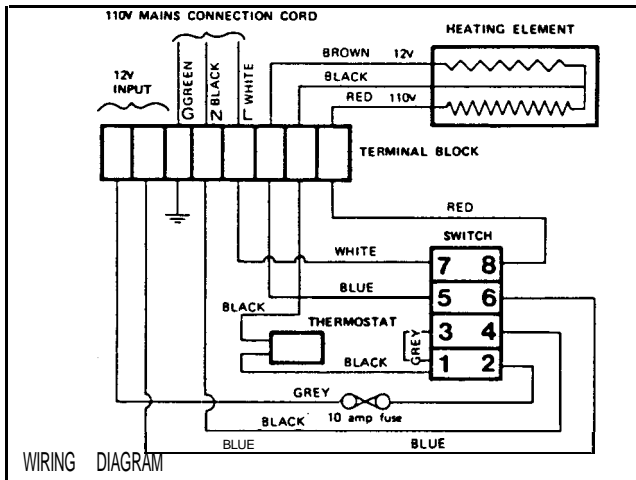 110V MAINS CONNECTION CORD
HEATING ELEMENT
BROWN 12V
12V
INPUT
GREEN
BLACK
WHITE
G
N
L
BLACK
RED 110V
TERMINAL BLOCK
RED
SWITCH
WHITE
7 8
BLUE
5 6
BLACK
THERMOSTAT
GREY
3 4
BLACK
1 2
GREY
10 amp fuse
BLACK
BLUE
BLUE
WIRING DIAGRAM